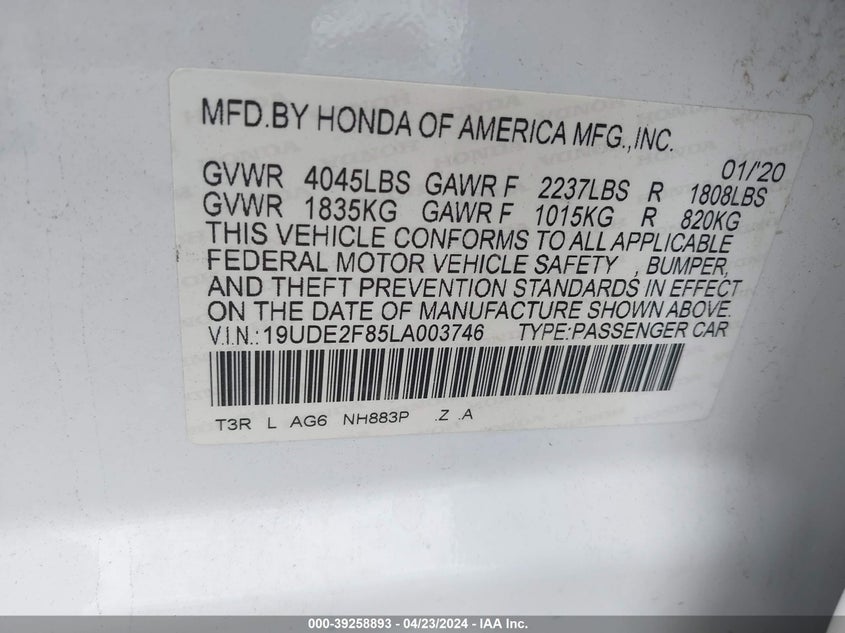 MFD.BY HONDA OF AMERICA MFG.,INC.
01/'20
GVWR 4045LBS GAWR F 2237LBS R 1808LBS
GVWR 1835KG GAWR F 1015KG R 820KG
THIS VEHICLE CONFORMS TO ALL APPLICABLE
FEDERAL MOTOR VEHICLE SAFETY , BUMPER,
AND THEFT PREVENTION STANDARDS IN EFFECT
ON THE DATE OF MANUFACTURE SHOWN ABOVE.
V.I.N.:19UDE2F85LA003746 TYPE:PASSENGER CAR
T3R L AG6 NH883P .Z .A
000-39258893 - 04/23/2024 - IAA Inc.